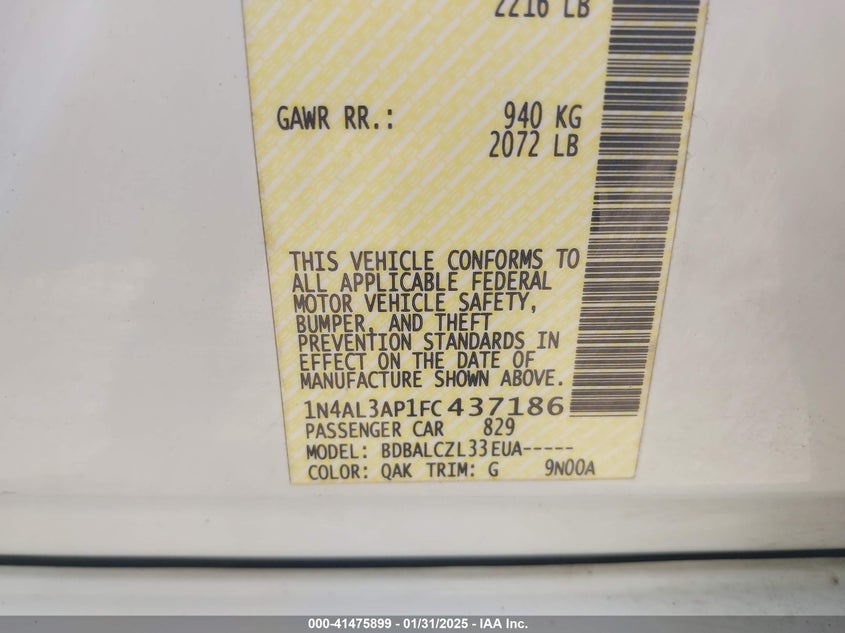 2216 LB
GAWR RR.: 940 KG
2072 LB
THIS VEHICLE CONFORMS TO
ALL APPLICABLE FEDERAL
MOTOR VEHICLE SAFETY,
BUMPER, AND THEFT
PREVENTION STANDARDS IN
EFFECT ON THE DATE OF
MANUFACTURE SHOWN ABOVE.
1N4AL3AP1FC437186
PASSENGER CAR 829
MODEL: BDBALCZL33EUA-----
COLOR: QAK TRIM: G 9N00A
000-41475899 - 01/31/2025 - IAA Inc.